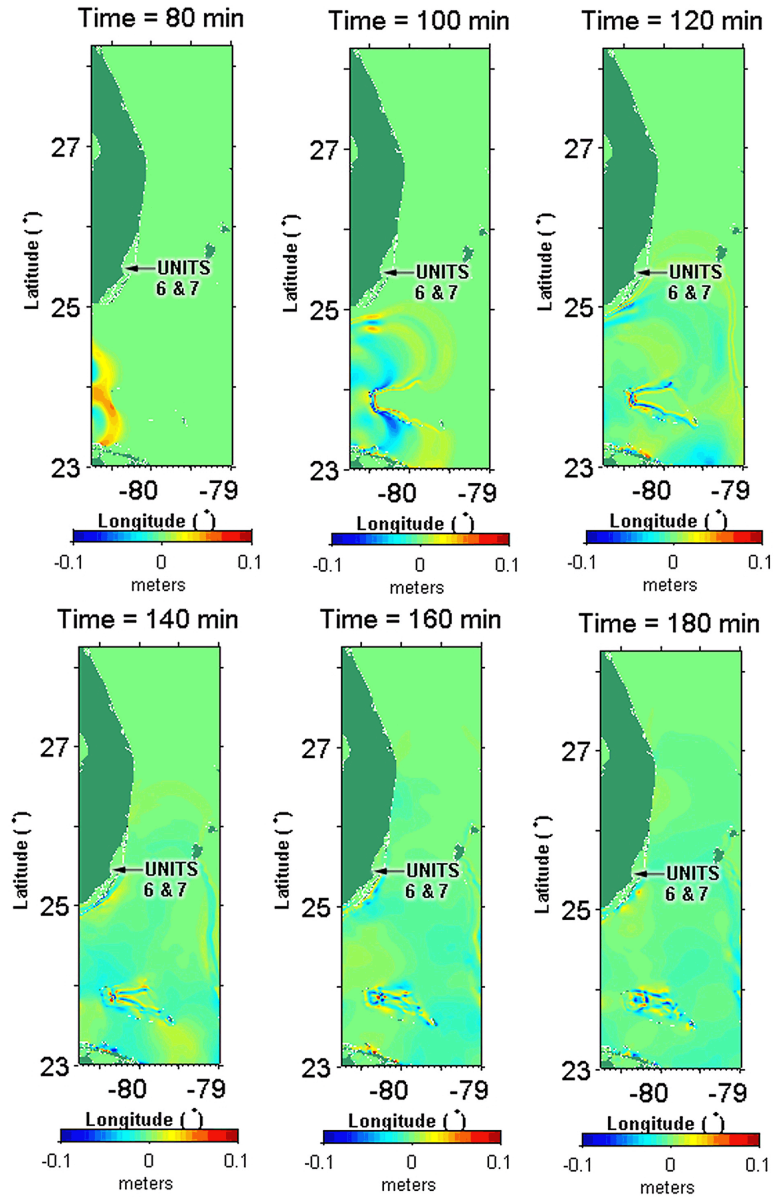 Time = 80 min
Time = 100 min
Time = 120 min
27
25
23
Latitude (°)
UNITS
6 & 7
-80
-79
Longitude (°)
-0.1
0
0.1
meters
27
25
23
Latitude (°)
UNITS
6 & 7
-80
-79
Longitude (°)
-0.1
0
0.1
meters
27
25
23
Latitude (°)
UNITS
6 & 7
-80
-79
Longitude (°)
-0.1
0
0.1
meters
Time = 140 min
Time = 160 min
Time = 180 min
27
25
23
Latitude (°)
UNITS
6 & 7
-80
-79
Longitude (°)
-0.1
0
0.1
meters
27
25
23
Latitude (°)
UNITS
6 & 7
-80
-79
Longitude (°)
-0.1
0
0.1
meters
27
25
23
Latitude (°)
UNITS
6 & 7
-80
-79
Longitude (°)
-0.1
0
0.1
meters